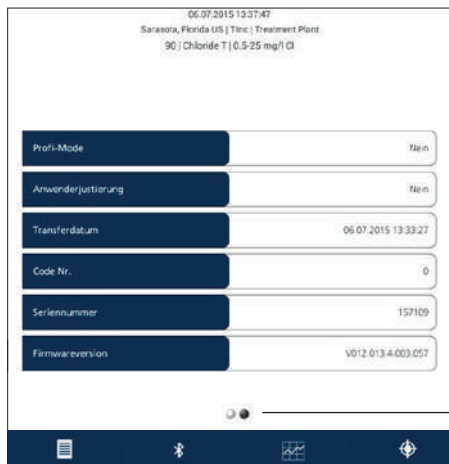 06.07.2015 13:37:47
Sarasota, Florida US | Tlinc | Treatment Plant
90 | Chloride T | 0.5-25 mg/l Cl
Profi-Mode Nein
Anwenderjustierung Nein
Transferdatum 06.07.2015 13:33:27
Code Nr. 0
Seriennummer 157109
Firmwareversion V012.013.4.003.057